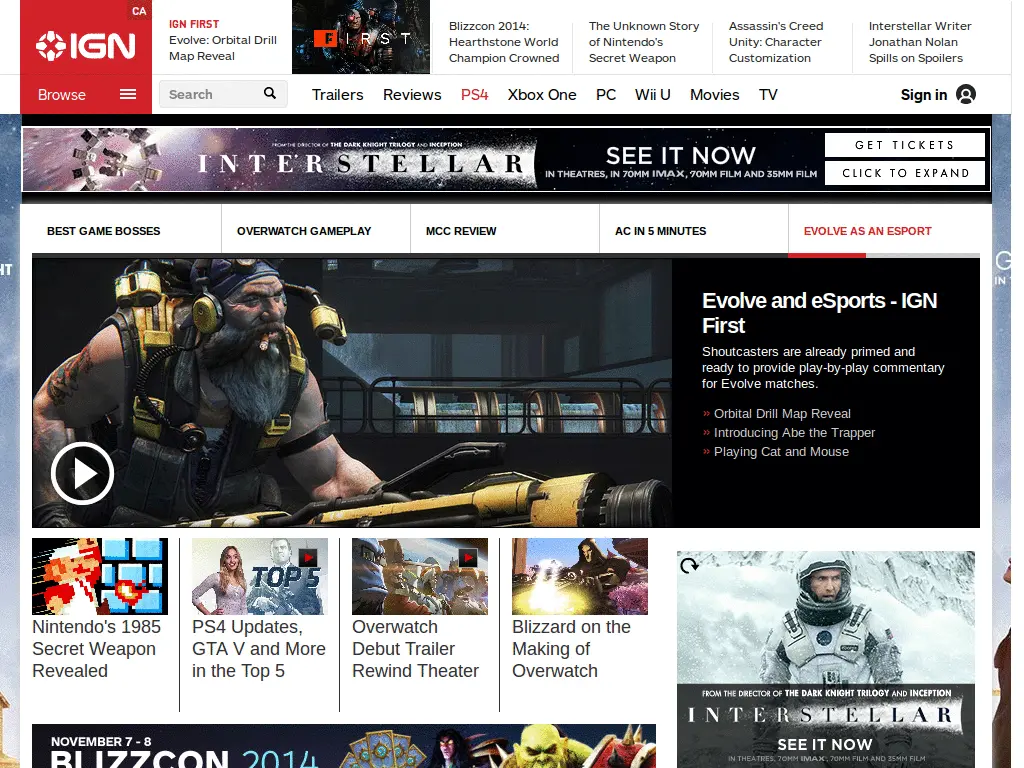 CA
IGN
IGN FIRST
Evolve: Orbital Drill
Map Reveal
FIRST
Blizzcon 2014:
Hearthstone World
Champion Crowned
The Unknown Story
of Nintendo's
Secret Weapon
Assassin's Creed
Unity: Character
Customization
Interstellar Writer
Jonathan Nolan
Spills on Spoilers
Browse
Search
Trailers Reviews PS4 Xbox One PC Wii U Movies TV
Sign in
FROM THE DIRECTOR OF THE DARK KNIGHT TRILOGY AND INCEPTION
INTERSTELLAR
SEE IT NOW
IN THEATRES, IN 70MM IMAX, 70MM FILM AND 35MM FILM
GET TICKETS
CLICK TO EXPAND
BEST GAME BOSSES
OVERWATCH GAMEPLAY
MCC REVIEW
AC IN 5 MINUTES
EVOLVE AS AN ESPORT
HT
G
IN
Evolve and eSports - IGN
First
Shoutcasters are already primed and
ready to provide play-by-play commentary
for Evolve matches.
» Orbital Drill Map Reveal
» Introducing Abe the Trapper
» Playing Cat and Mouse
TOP 5
Nintendo's 1985
Secret Weapon
Revealed
PS4 Updates,
GTA V and More
in the Top 5
Overwatch
Debut Trailer
Rewind Theater
Blizzard on the
Making of
Overwatch
FROM THE DIRECTOR OF THE DARK KNIGHT TRILOGY AND INCEPTION
INTERSTELLAR
SEE IT NOW
IN THEATRES, 70MM IMAX, 70MM FILM AND 35MM FILM
NOVEMBER 7 - 8
BLIZZCON 2014